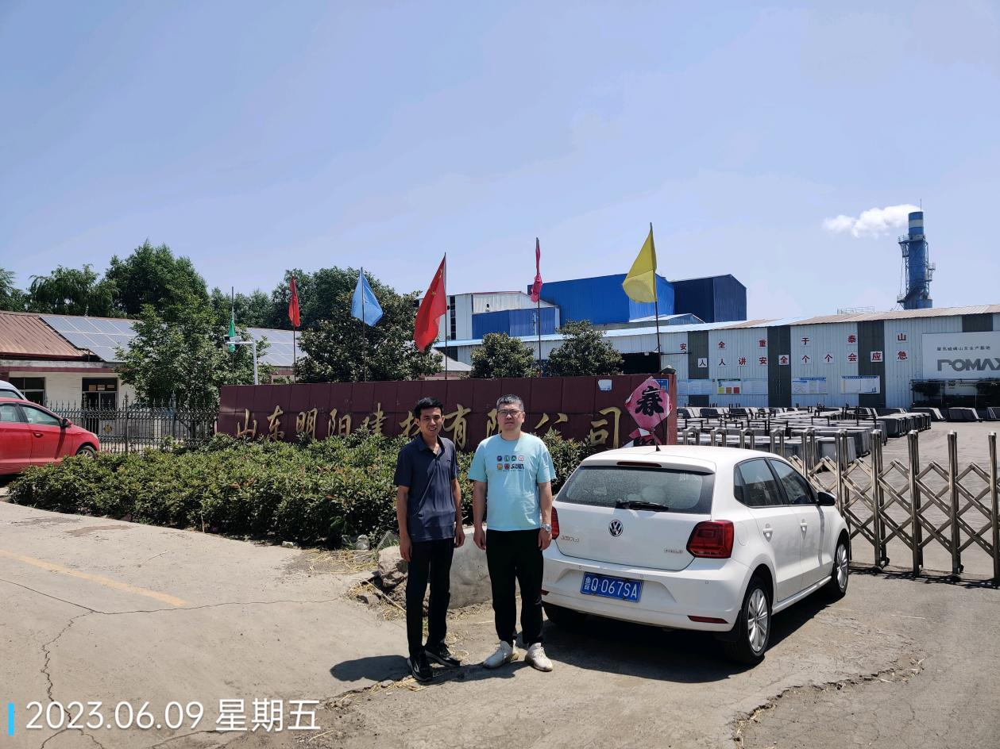 安全重于泰山
人人讲安全个个会应急
ROMAX
山东明阳建材有限公司
春
POLO
鲁Q·067SA
2023.06.09 星期五